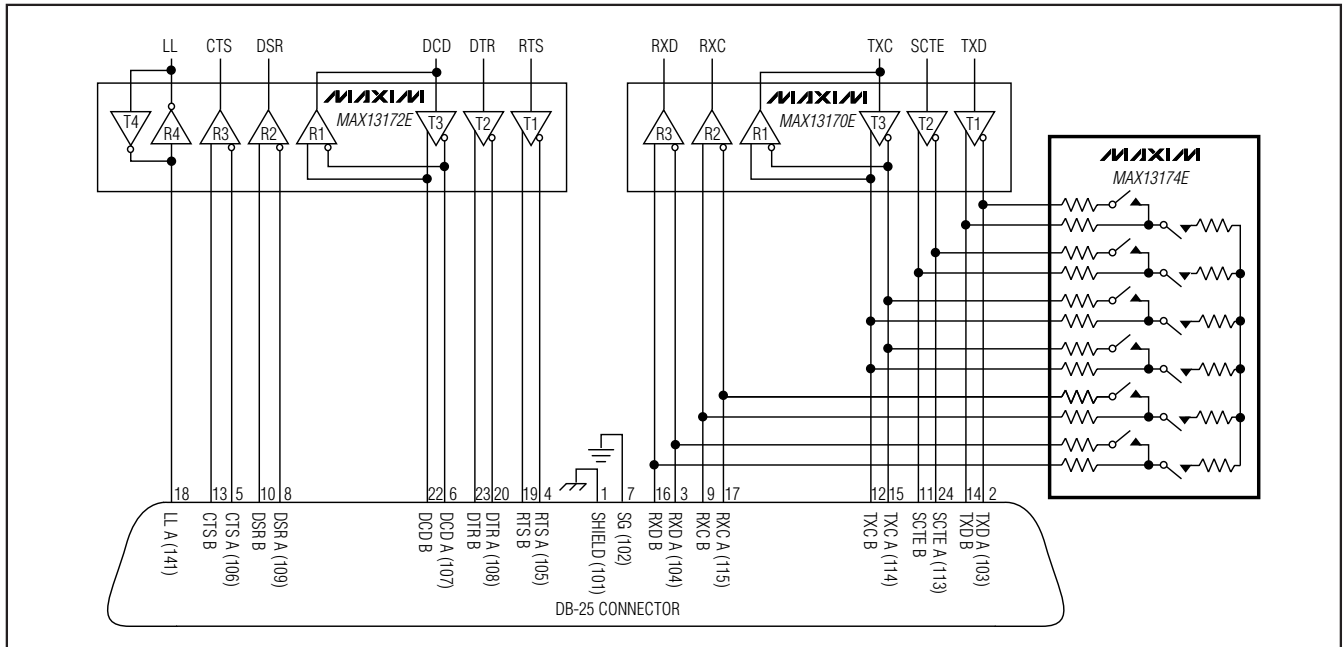 LL CTS DSR DCD DTR RTS RXD RXC TXC SCTE TXD
MAXIM
MAX13172E
T4 R4 R3 R2 R1 T3 T2 T1
MAXIM
MAX13170E
R3 R2 R1 T3 T2 T1
MAXIM
MAX13174E
18 13 5 10 8 22 6 23 20 19 4 1 7 16 3 9 17 12 15 11 24 14 2
LL A (141)
CTS B
CTS A (106)
DSR B
DSR A (109)
DCD B
DCD A (107)
DTR B
DTR A (108)
RTS B
RTS A (105)
SHIELD (101)
SG (102)
RXD B
RXD A (104)
RXC B
RXC A (115)
TXC B
TXC A (114)
SCTE B
SCTE A (113)
TXD B
TXD A (103)
DB-25 CONNECTOR